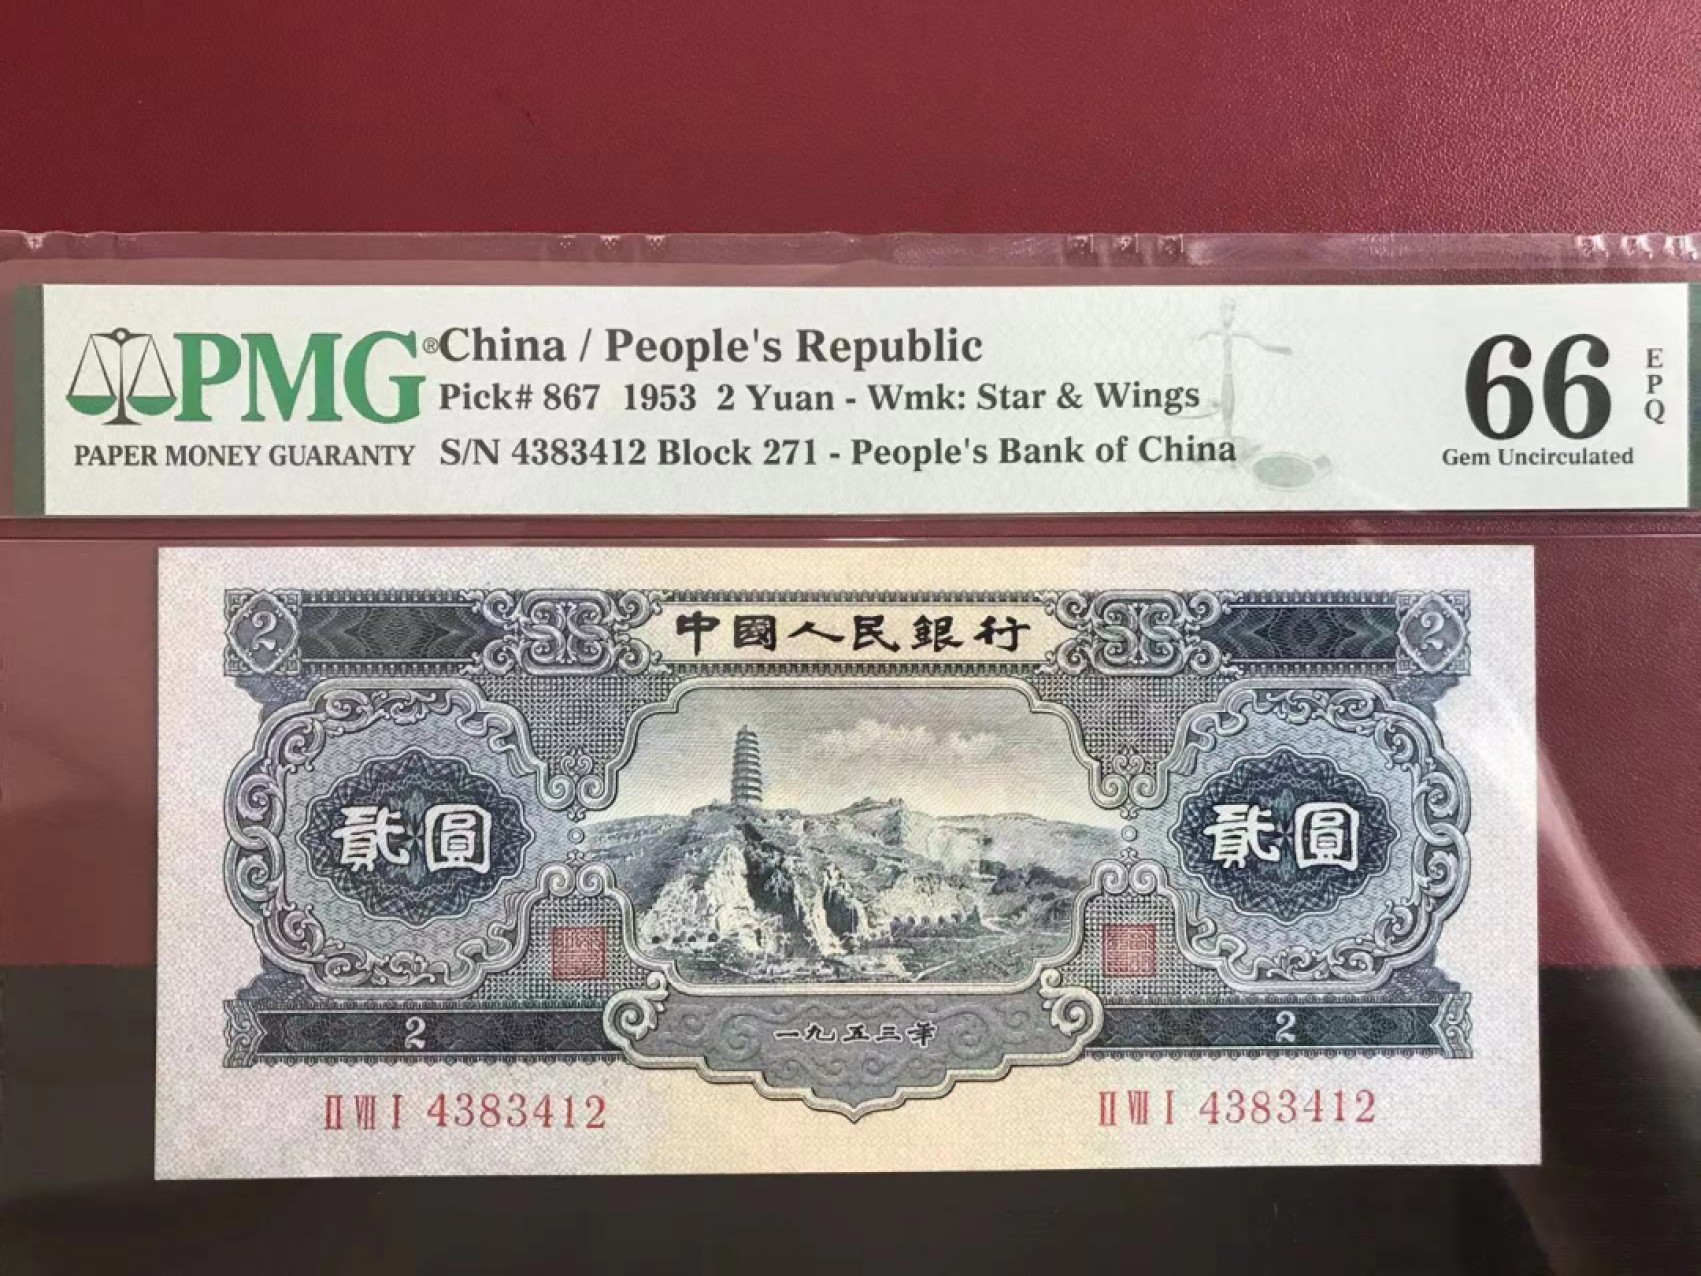 PMG®
PAPER MONEY GUARANTY
China / People's Republic
Pick# 867 1953 2 Yuan - Wmk: Star & Wings
S/N 4383412 Block 271 - People's Bank of China
66
EPQ
Gem Uncirculated
2
中國人民銀行
2
貳圓
貳圓
2
一九五三年
2
II VII I 4383412
II VII I 4383412